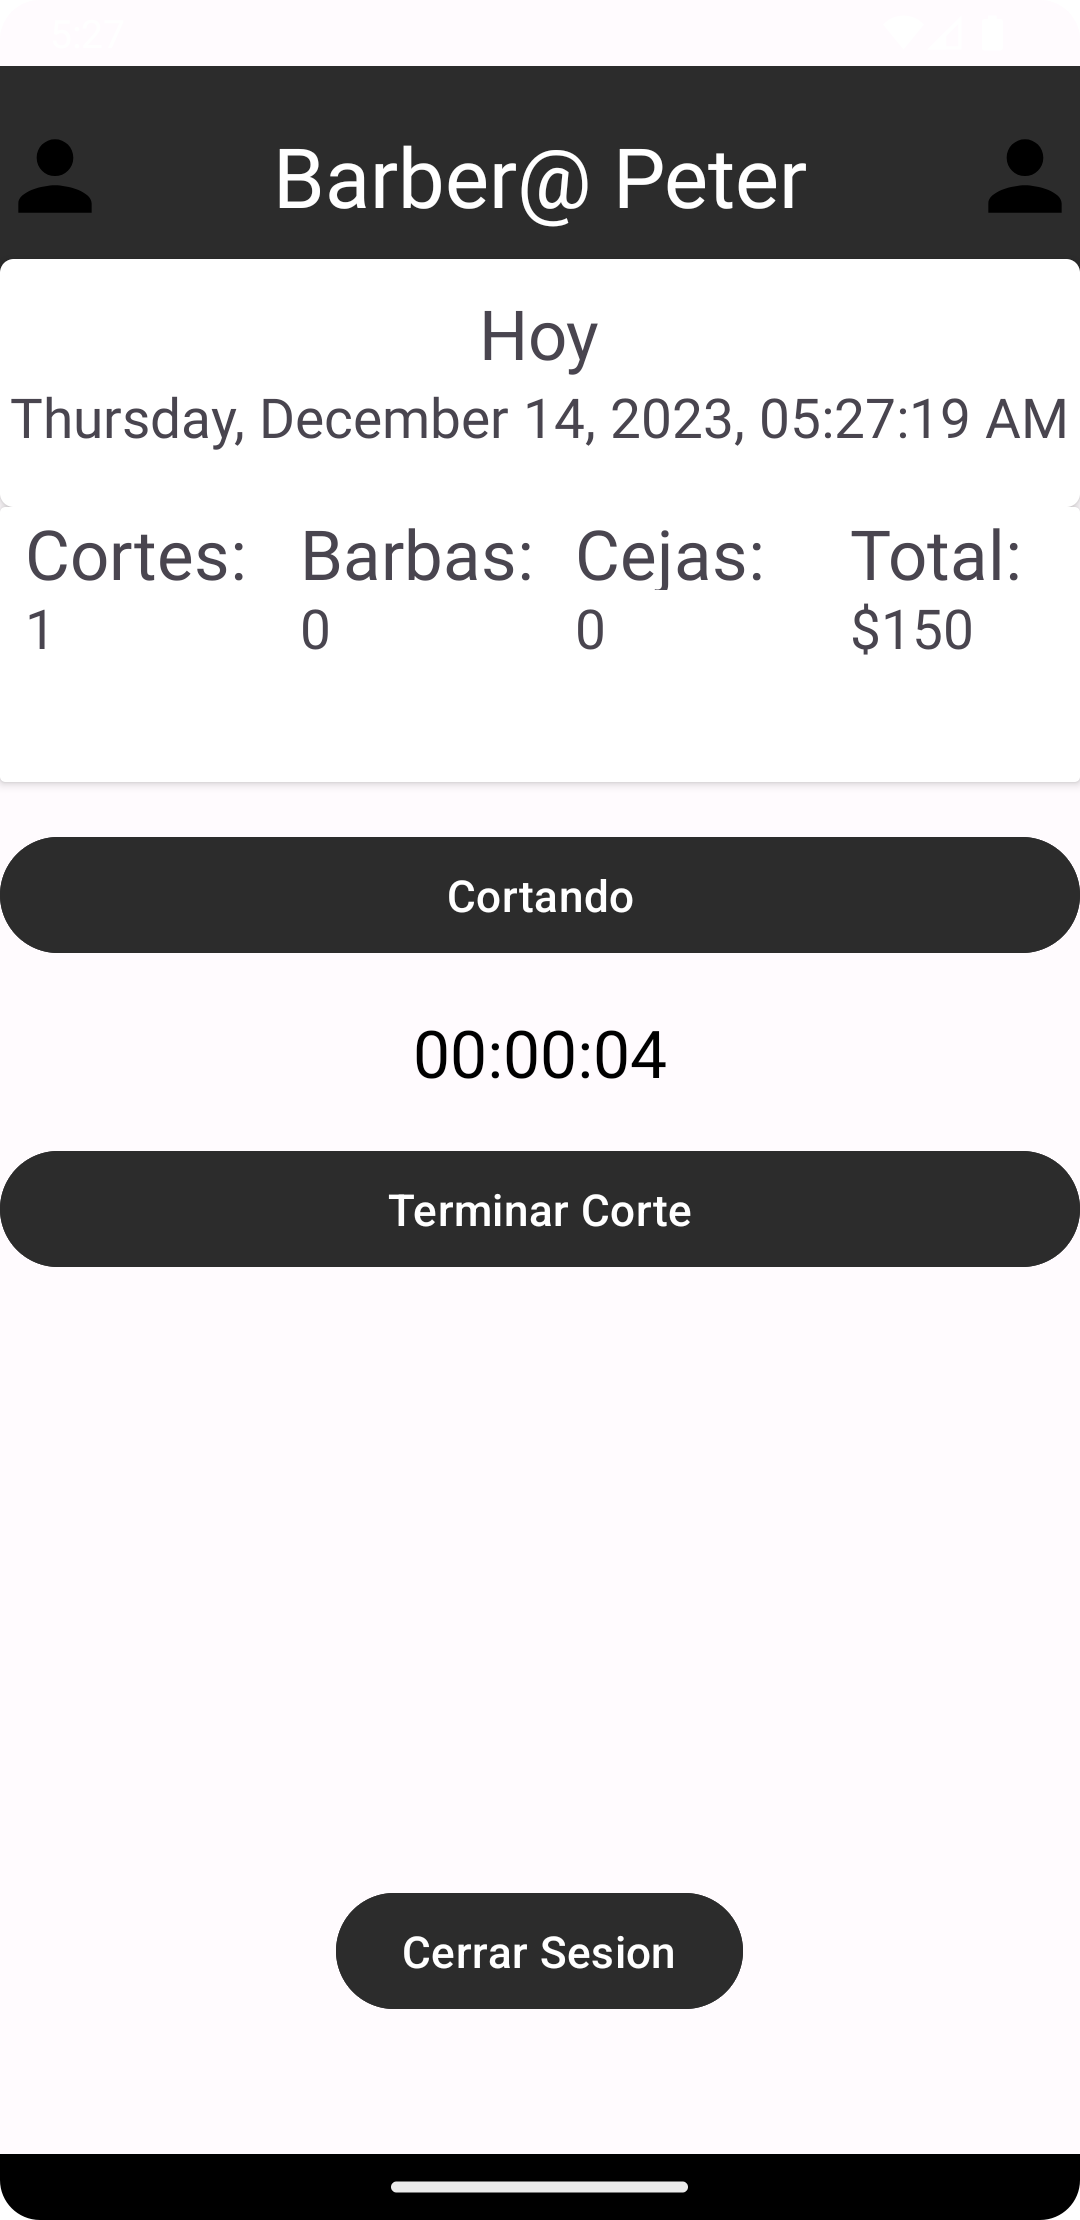 Barber@ Peter
Hoy
Thursday, December 14, 2023, 05:27:19 AM
Cortes: Barbas: Cejas: Total:
1 0 0 $150
Cortando
00:00:04
Terminar Corte
Cerrar Sesion